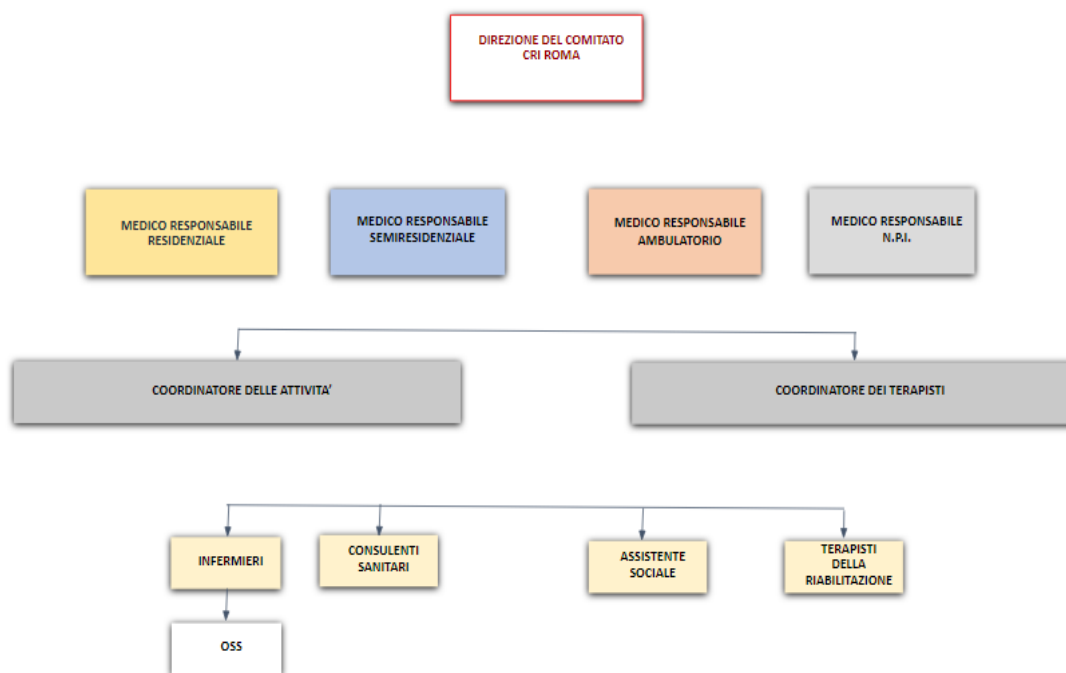 DIREZIONE DEL COMITATO
CRI ROMA
MEDICO RESPONSABILE
RESIDENZIALE
MEDICO RESPONSABILE
SEMIRESIDENZIALE
MEDICO RESPONSABILE
AMBULATORIO
MEDICO RESPONSABILE
N.P.I.
COORDINATORE DELLE ATTIVITA’
COORDINATORE DEI TERAPISTI
INFERMIERI
CONSULENTI
SANITARI
ASSISTENTE
SOCIALE
TERAPISTI
DELLA
RIABILITAZIONE
OSS